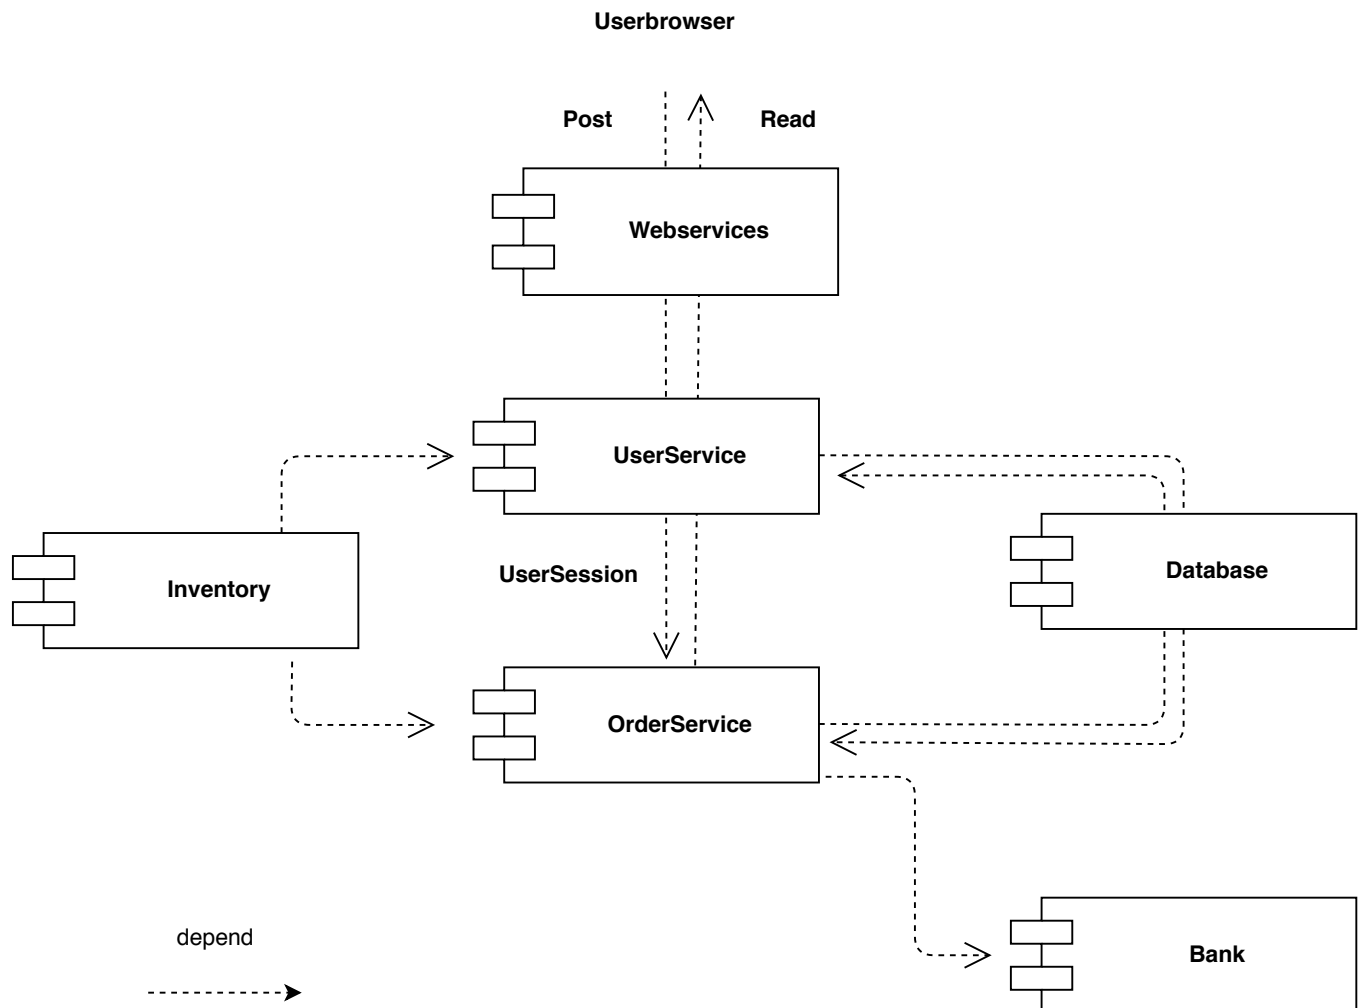 Userbrowser
Post
Read
Webservices
UserService
UserSession
Inventory
Database
OrderService
depend
Bank